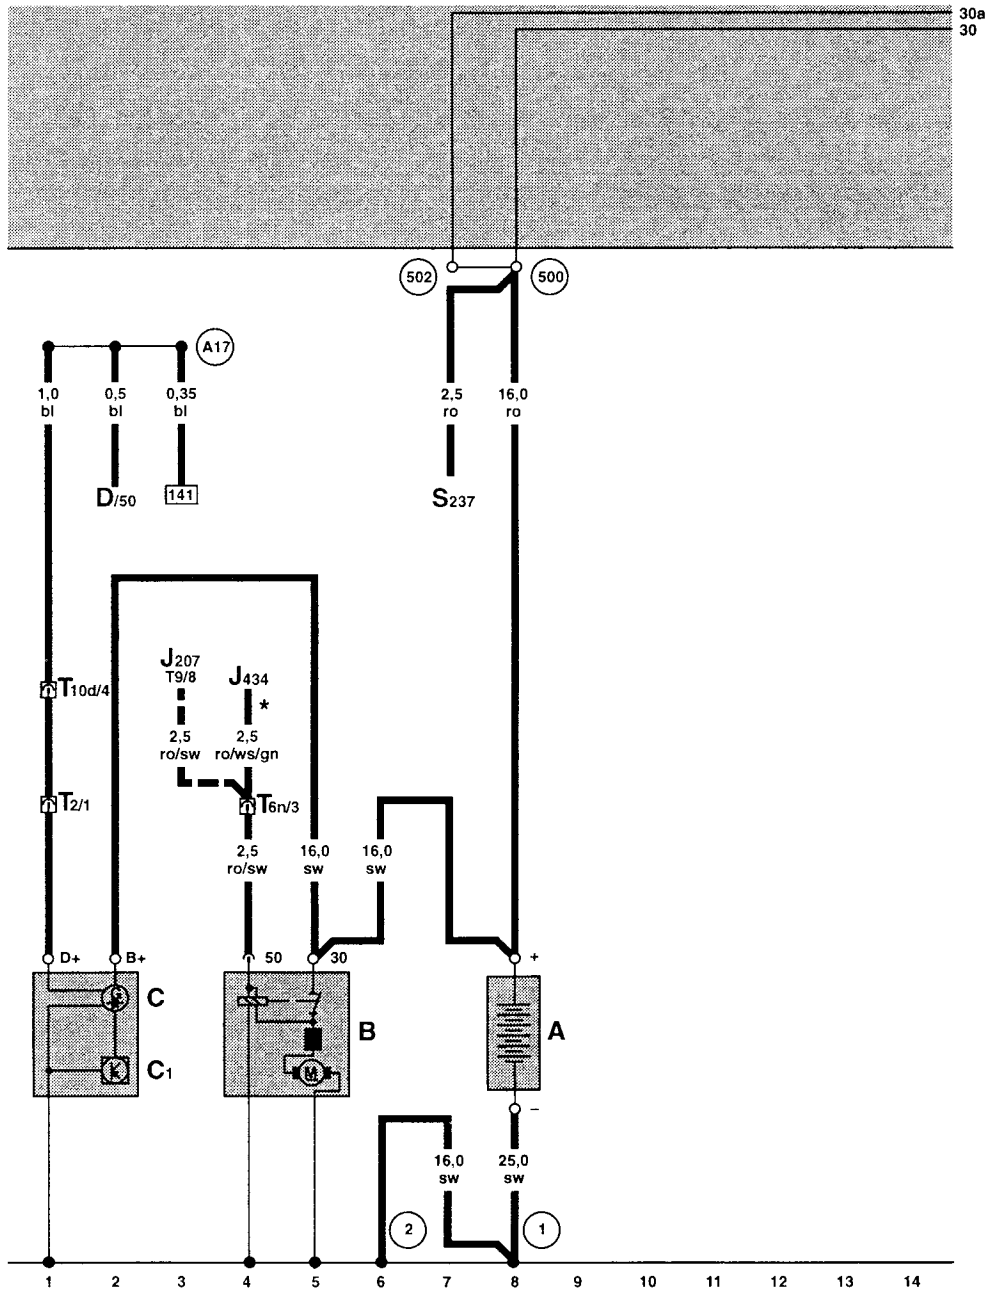 30a
30
502
500
A17
1,0 0,5 0,35 2,5 16,0
bl bl bl ro ro
D/50 141 S237
J207
T9/8 J434
T10d/4
*
2,5 2,5
ro/sw ro/ws/gn
T2/1 T6n/3
2,5 16,0 16,0
ro/sw sw sw
D+ B+ 50 30 +
C
B A
M
C1
−
16,0 25,0
sw sw
2 1
1 2 3 4 5 6 7 8 9 10 11 12 13 14